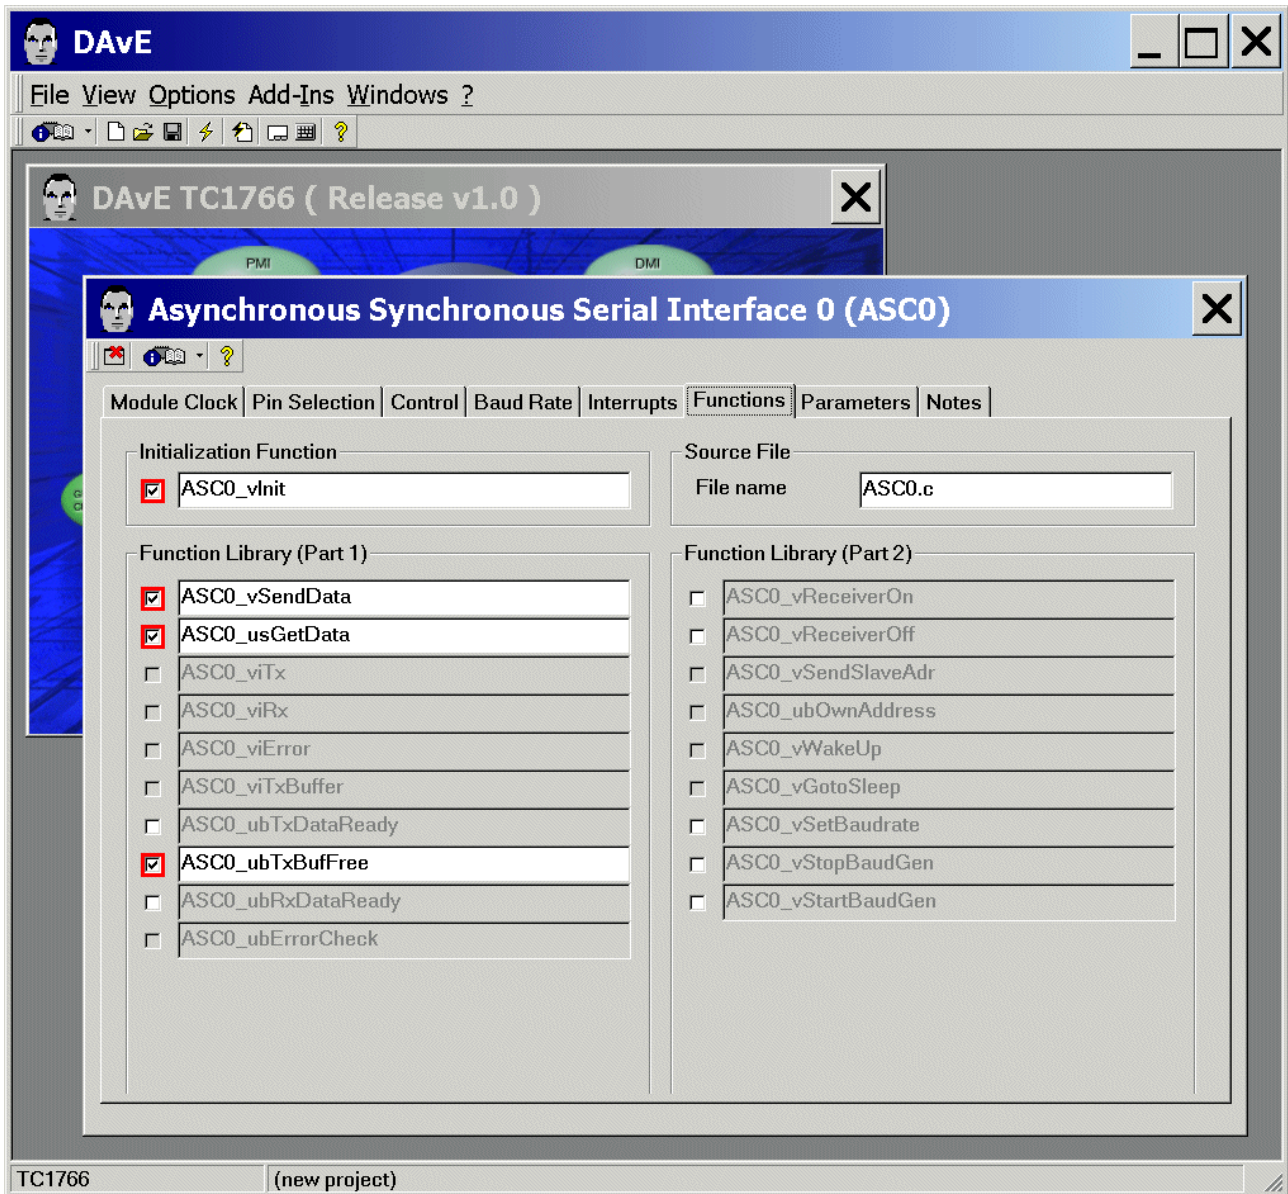 DAvE
File View Options Add-Ins Windows ?
DAvE TC1766 ( Release v1.0 )
PMI
DMI
Asynchronous Synchronous Serial Interface 0 (ASC0)
Module Clock Pin Selection Control Baud Rate Interrupts Functions Parameters Notes
Initialization Function
ASC0_vInit
Source File
File name ASC0.c
Function Library (Part 1)
ASC0_vSendData
ASC0_usGetData
ASC0_viTx
ASC0_viRx
ASC0_viError
ASC0_viTxBuffer
ASC0_ubTxDataReady
ASC0_ubTxBufFree
ASC0_ubRxDataReady
ASC0_ubErrorCheck
Function Library (Part 2)
ASC0_vReceiverOn
ASC0_vReceiverOff
ASC0_vSendSlaveAdr
ASC0_ubOwnAddress
ASC0_vWakeUp
ASC0_vGotoSleep
ASC0_vSetBaudrate
ASC0_vStopBaudGen
ASC0_vStartBaudGen
TC1766 (new project)